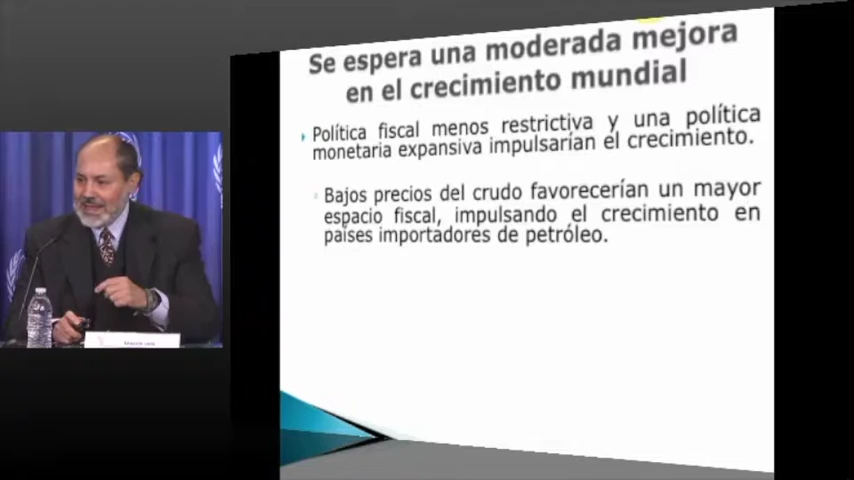 Se espera una moderada mejora
en el crecimiento mundial
Política fiscal menos restrictiva y una política
monetaria expansiva impulsarían el crecimiento.
Bajos precios del crudo favorecerían un mayor
espacio fiscal, impulsando el crecimiento en
países importadores de petróleo.